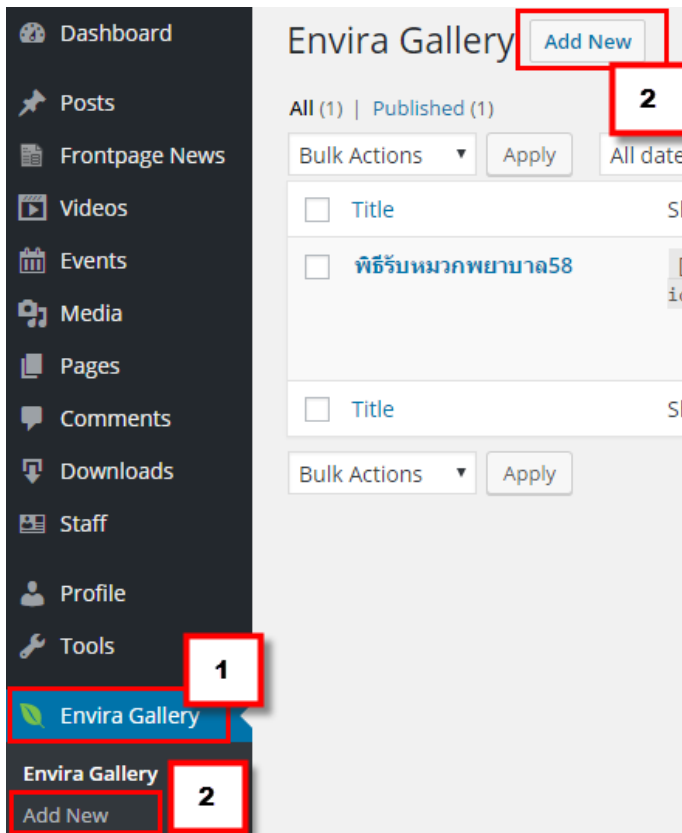 Dashboard
Posts
Frontpage News
Videos
Events
Media
Pages
Comments
Downloads
Staff
Profile
Tools
1
Envira Gallery
Envira Gallery
Add New
2
Envira Gallery Add New
2
All (1) | Published (1)
Bulk Actions Apply All date
Title
พิธีรับหมวกพยาบาล58
Title
Bulk Actions Apply